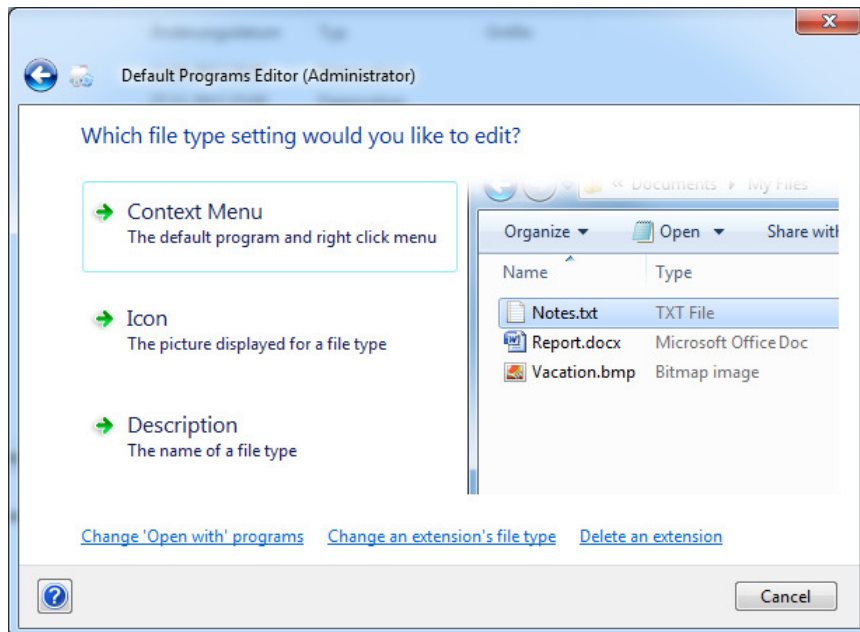 Änderungsdatum Typ Größe
Default Programs Editor (Administrator)
Which file type setting would you like to edit?
Context Menu
The default program and right click menu
Icon
The picture displayed for a file type
Description
The name of a file type
« Documents My Files
Organize Open Share with
Name Type
Notes.txt TXT File
Report.docx Microsoft Office Doc
Vacation.bmp Bitmap image
Change 'Open with' programs Change an extension's file type Delete an extension
Cancel